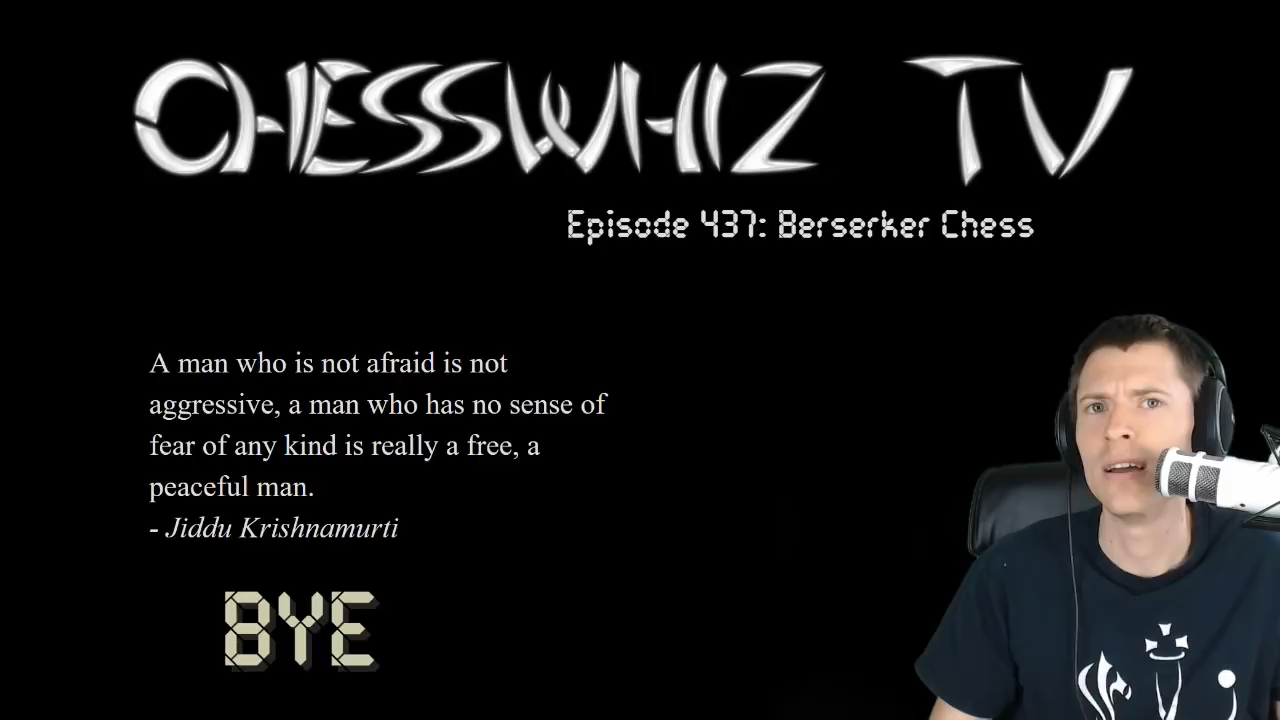 CHESSWHIZ TV
Episode 437: Berserker Chess
A man who is not afraid is not
aggressive, a man who has no sense of
fear of any kind is really a free, a
peaceful man.
- Jiddu Krishnamurti
BYE